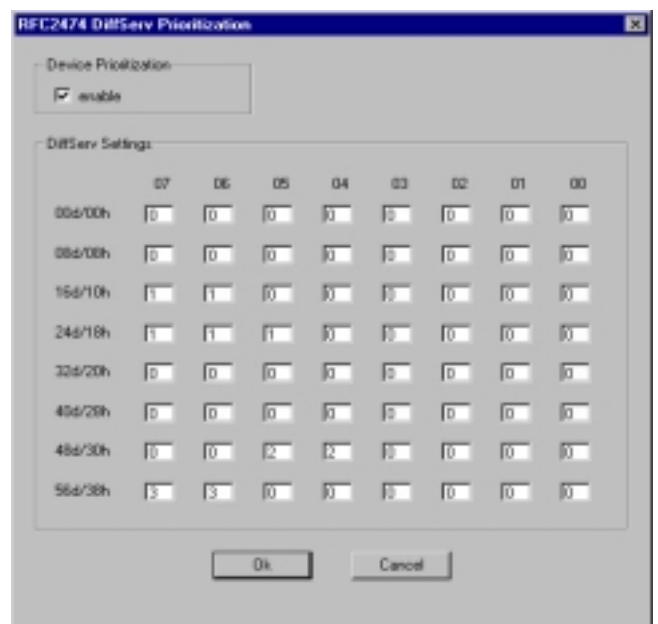 RFC2474 DiffServ Prioritization
Device Prioritization
enable
DiffServ Settings
07 06 05 04 03 02 01 00
00d/00h 0 0 0 0 0 0 0 0
08d/08h 0 0 0 0 0 0 0 0
16d/10h 1 1 0 0 0 0 0 0
24d/18h 1 1 1 0 0 0 0 0
32d/20h 0 0 0 0 0 0 0 0
40d/28h 0 0 0 0 0 0 0 0
48d/30h 0 0 2 2 0 0 0 0
56d/38h 3 3 0 0 0 0 0 0
Ok Cancel